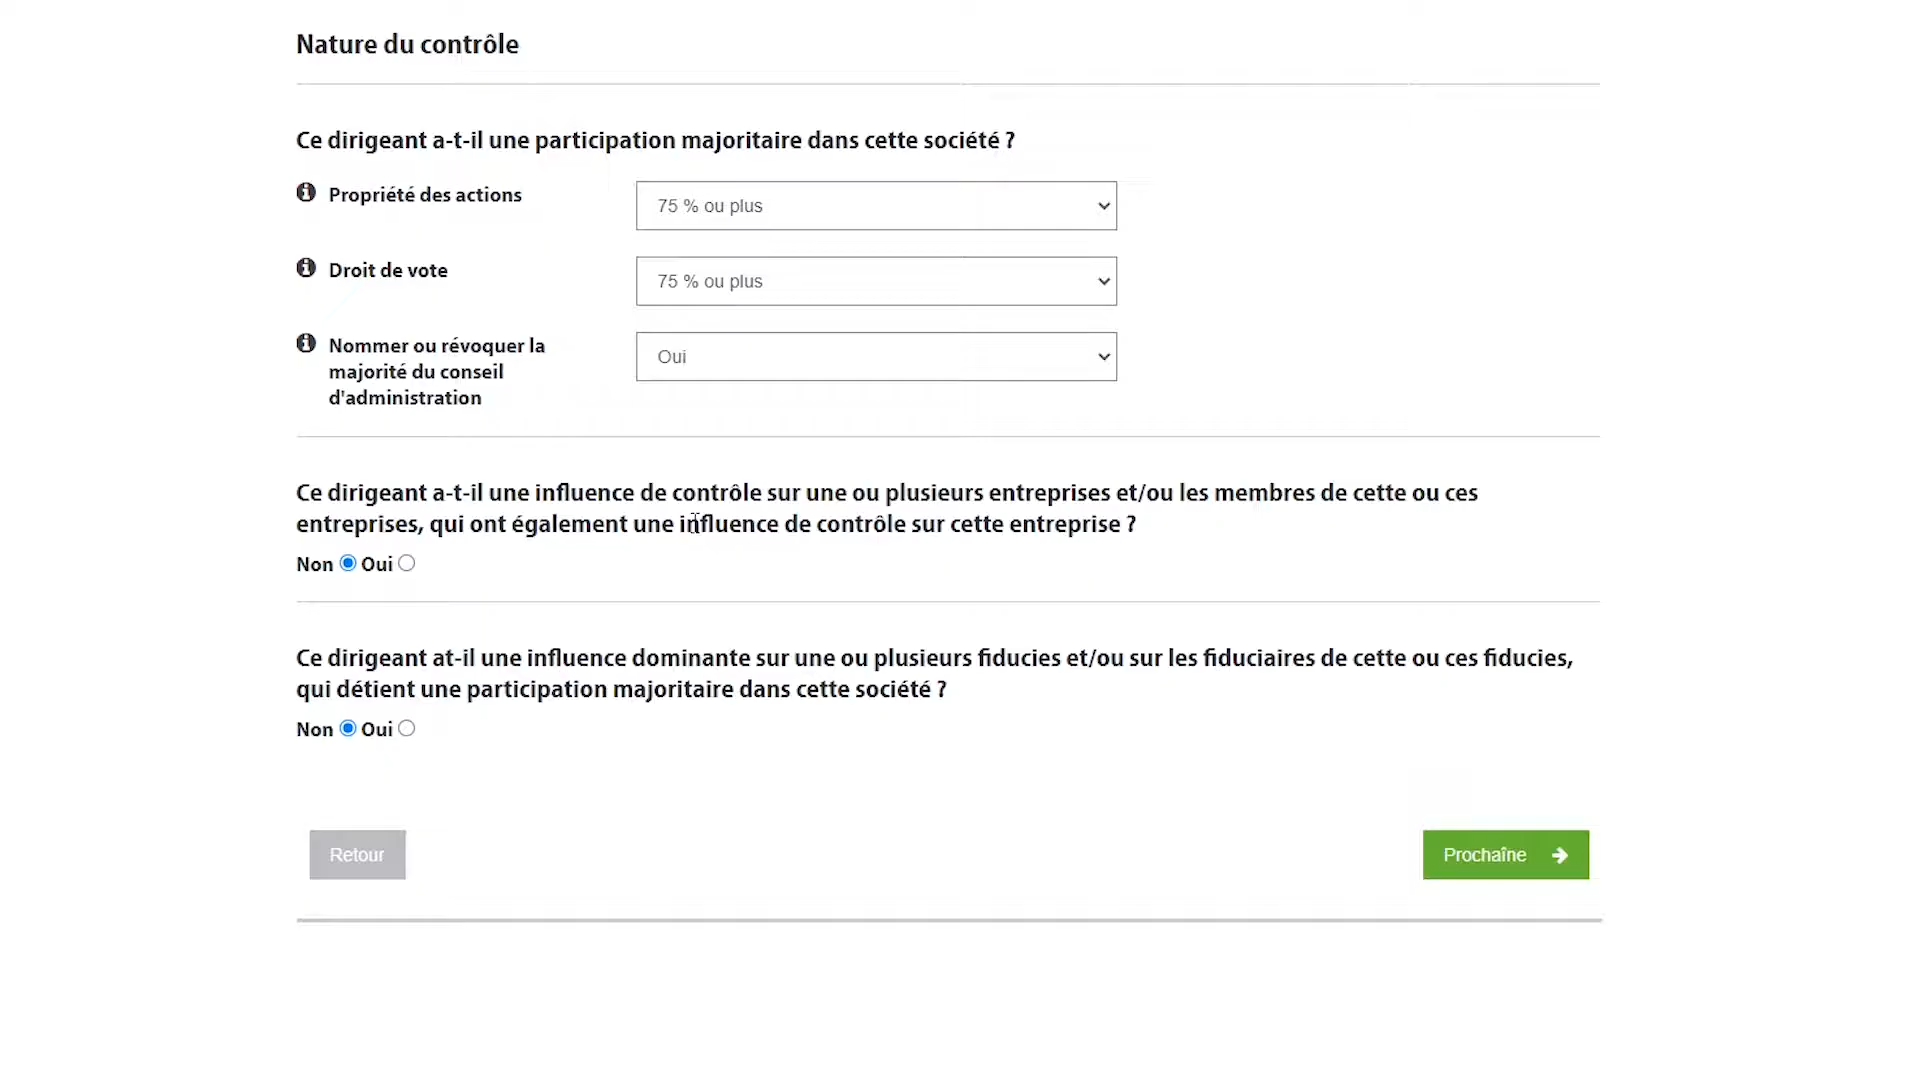 Nature du contrôle
Ce dirigeant a-t-il une participation majoritaire dans cette société ?
Propriété des actions
75 % ou plus
Droit de vote
75 % ou plus
Nommer ou révoquer la
majorité du conseil
d'administration
Oui
Ce dirigeant a-t-il une influence de contrôle sur une ou plusieurs entreprises et/ou les membres de cette ou ces
entreprises, qui ont également une influence de contrôle sur cette entreprise ?
Non Oui
Ce dirigeant at-il une influence dominante sur une ou plusieurs fiducies et/ou sur les fiduciaires de cette ou ces fiducies,
qui détient une participation majoritaire dans cette société ?
Non Oui
Retour
Prochaîne